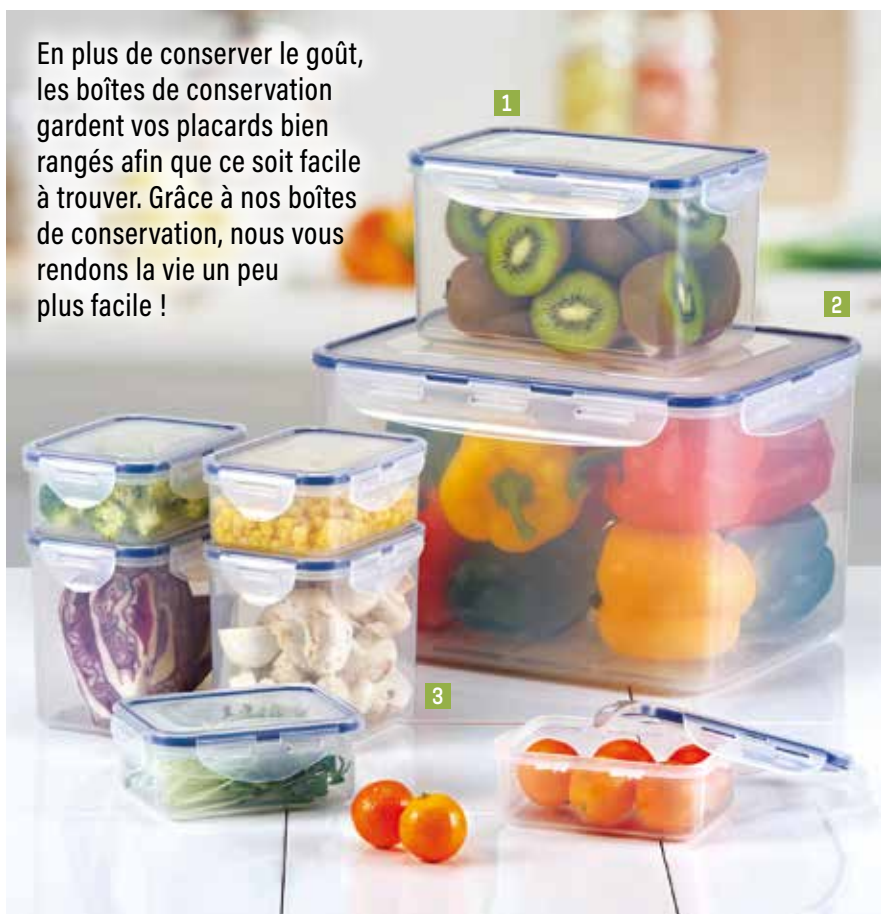 En plus de conserver le goût,
les boîtes de conservation
gardent vos placards bien
rangés afin que ce soit facile
à trouver. Grâce à nos boîtes
de conservation, nous vous
rendons la vie un peu
plus facile !
1
2
3